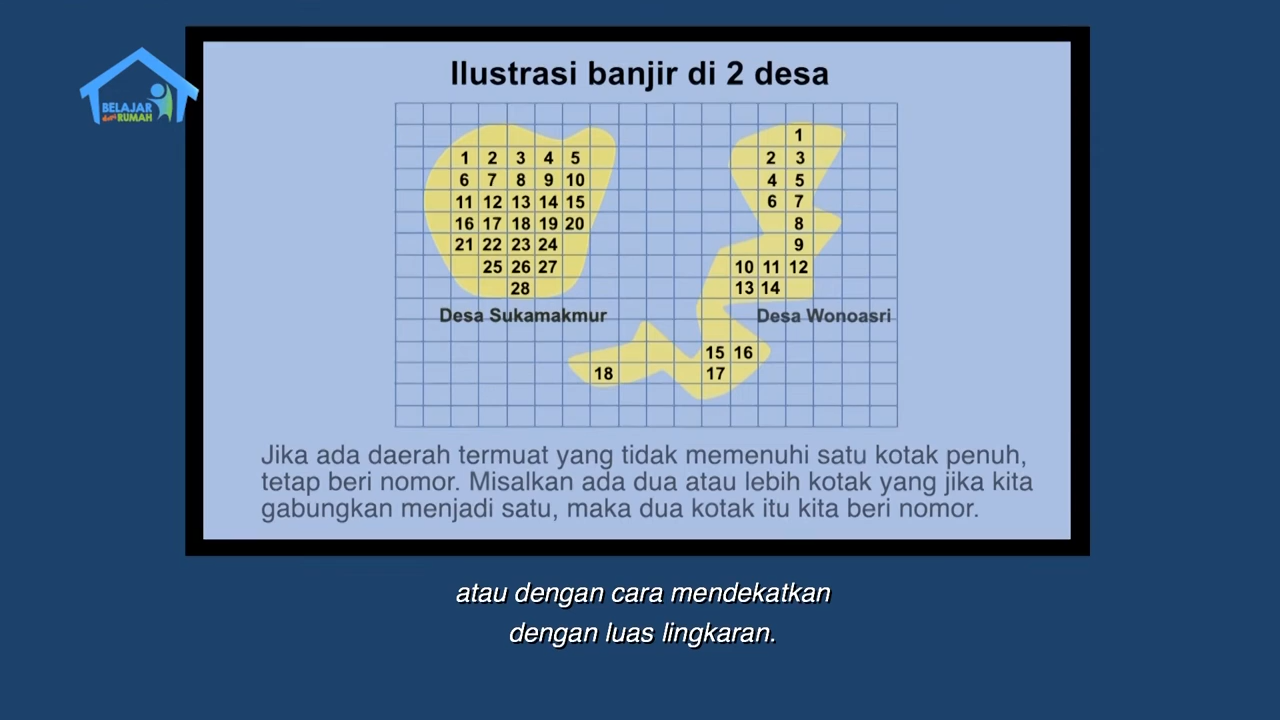 BELAJAR
dari RUMAH
Ilustrasi banjir di 2 desa
1
1 2 3 4 5 2 3
6 7 8 9 10 4 5
11 12 13 14 15 6 7
16 17 18 19 20 8
21 22 23 24 9
25 26 27 10 11 12
28 13 14
Desa Sukamakmur Desa Wonoasri
15 16
18 17
Jika ada daerah termuat yang tidak memenuhi satu kotak penuh,
tetap beri nomor. Misalkan ada dua atau lebih kotak yang jika kita
gabungkan menjadi satu, maka dua kotak itu kita beri nomor.
atau dengan cara mendekatkan
dengan luas lingkaran.